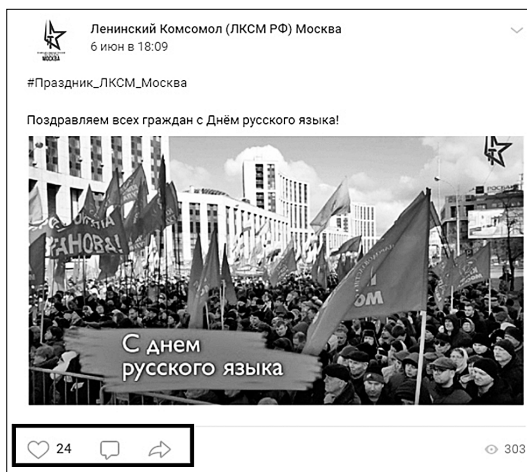 Ленинский Комсомол (ЛКСМ РФ) Москва
6 июн в 18:09
МОСКВА
#Праздник_ЛКСМ_Москва
Поздравляем всех граждан с Днём русского языка!
С днем
русского языка
24
303